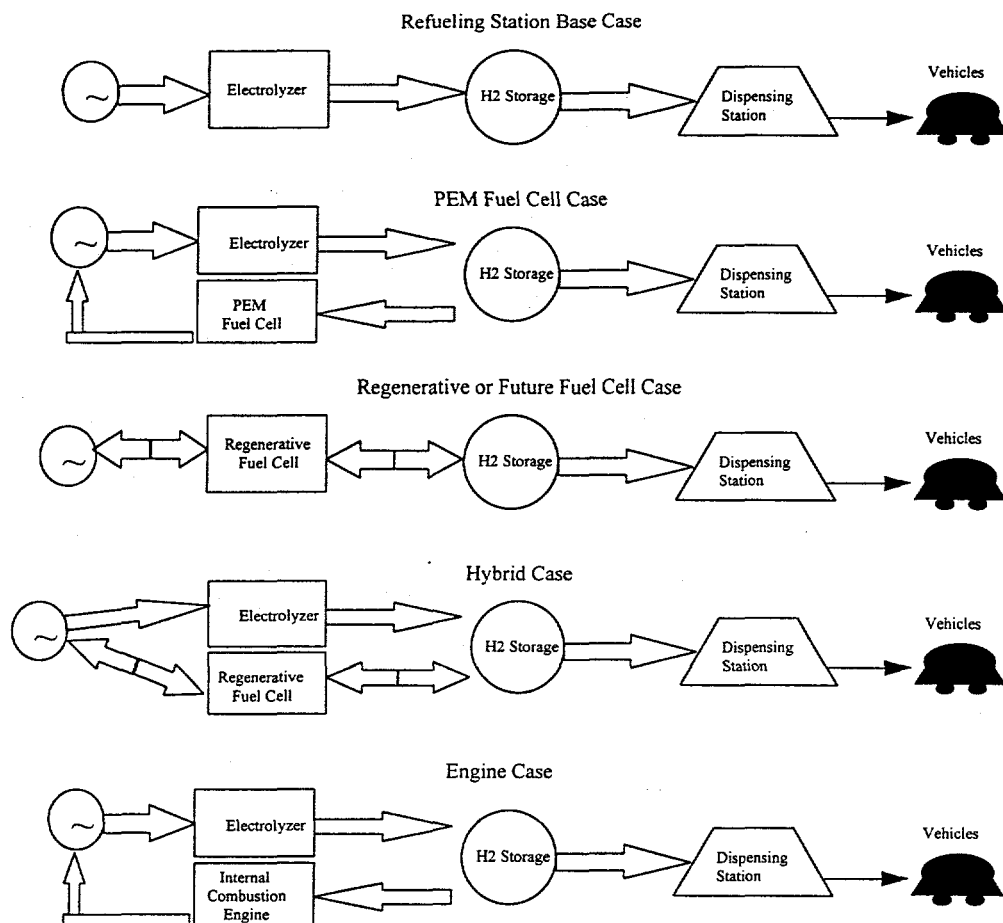 Refueling Station Base Case
~
Electrolyzer
H2 Storage
Dispensing
Station
Vehicles
PEM Fuel Cell Case
~
Electrolyzer
PEM
Fuel Cell
H2 Storage
Dispensing
Station
Vehicles
Regenerative or Future Fuel Cell Case
~
Regenerative
Fuel Cell
H2 Storage
Dispensing
Station
Vehicles
Hybrid Case
~
Electrolyzer
Regenerative
Fuel Cell
H2 Storage
Dispensing
Station
Vehicles
Engine Case
~
Electrolyzer
Internal
Combustion
Engine
H2 Storage
Dispensing
Station
Vehicles